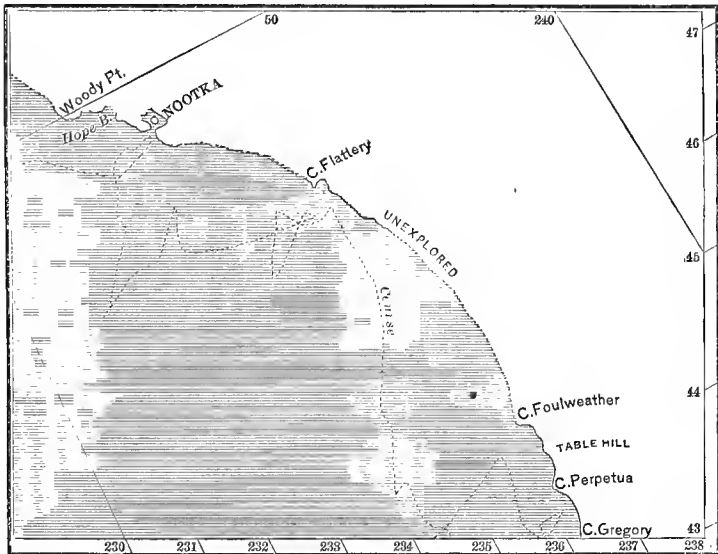 50
240
47
Woody Pt.
NOOTKA
Hope B.
46
C. Flattery
UNEXPLORED
45
Course
44
C. Foulweather
TABLE HILL
C. Perpetua
C. Gregory
43
230
231
232
233
234
235
236
237
238